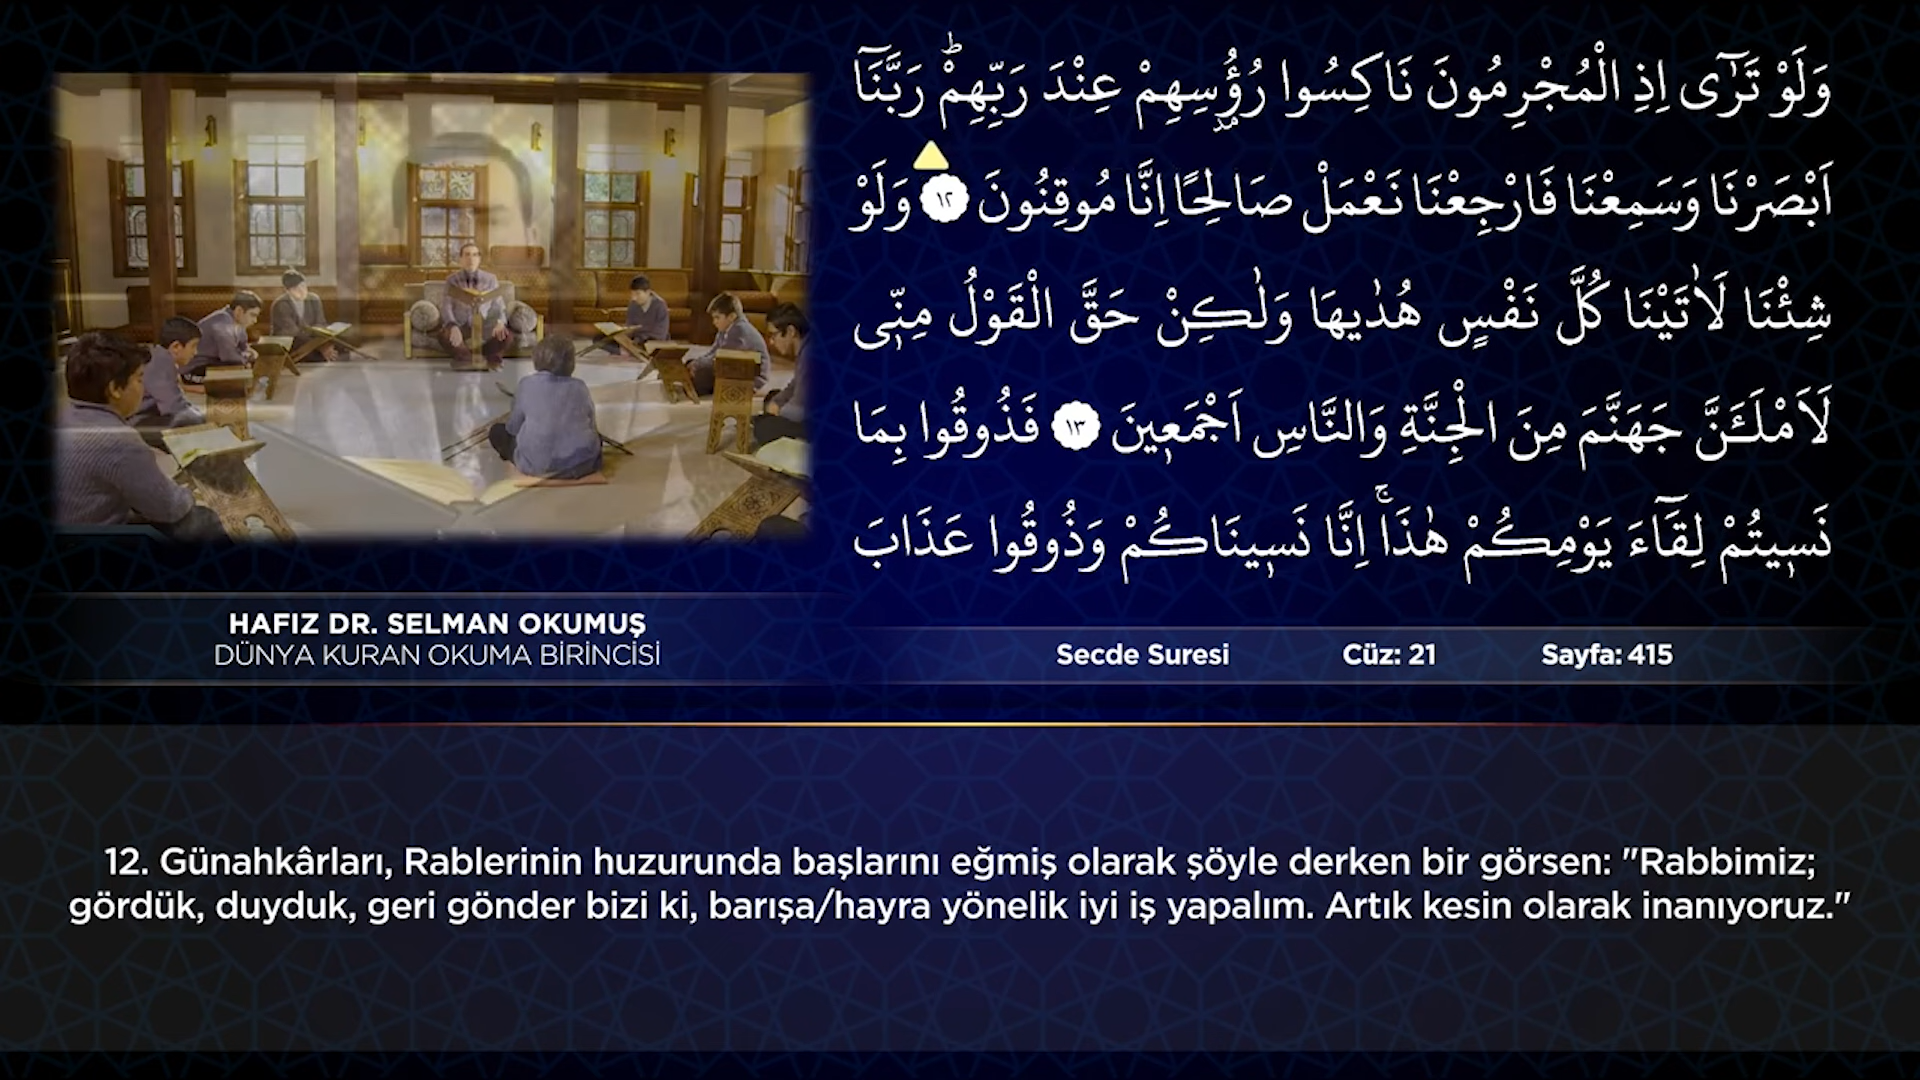 وَلَوْ تَرٰٓى اِذِ الْمُجْرِمُونَ نَاكِسُوا رُؤُ۫سِهِمْ عِنْدَ رَبِّهِمْۜ رَبَّنَٓا
اَبْصَرْنَا وَسَمِعْنَا فَارْجِعْنَا نَعْمَلْ صَالِحًا اِنَّا مُوقِنُونَ ﴿١٢﴾ وَلَوْ
شِئْنَا لَاٰتَيْنَا كُلَّ نَفْسٍ هُدٰيهَا وَلٰكِنْ حَقَّ الْقَوْلُ مِنّ۪ي
لَاَمْلَـَٔنَّ جَهَنَّمَ مِنَ الْجِنَّةِ وَالنَّاسِ اَجْمَع۪ينَ ﴿١٣﴾ فَذُوقُوا بِمَا
نَس۪يتُمْ لِقَٓاءَ يَوْمِكُمْ هٰذَاۚ اِنَّا نَس۪ينَاكُمْ وَذُوقُوا عَذَابَ
HAFIZ DR. SELMAN OKUMUŞ
DÜNYA KURAN OKUMA BİRİNCİSİ
Secde Suresi Cüz: 21 Sayfa: 415
12. Günahkârları, Rablerinin huzurunda başlarını eğmiş olarak şöyle derken bir görsen: "Rabbimiz;
gördük, duyduk, geri gönder bizi ki, barışa/hayra yönelik iyi iş yapalım. Artık kesin olarak inanıyoruz."